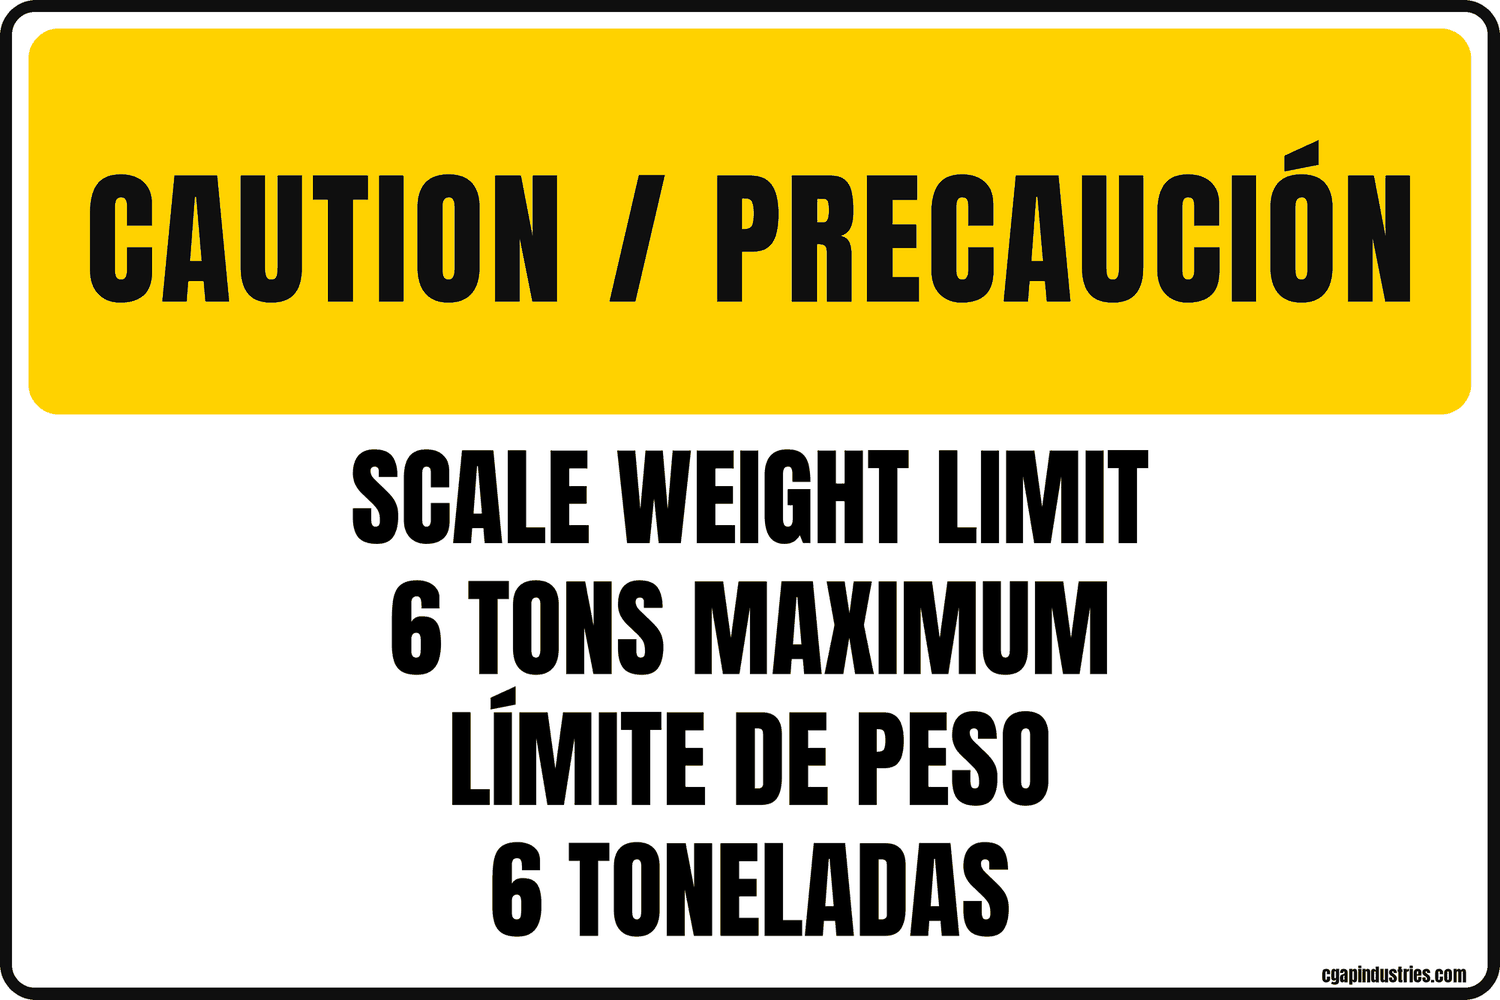 CAUTION / PRECAUCIÓN
SCALE WEIGHT LIMIT
6 TONS MAXIMUM
LÍMITE DE PESO
6 TONELADAS
cgapindustries.com